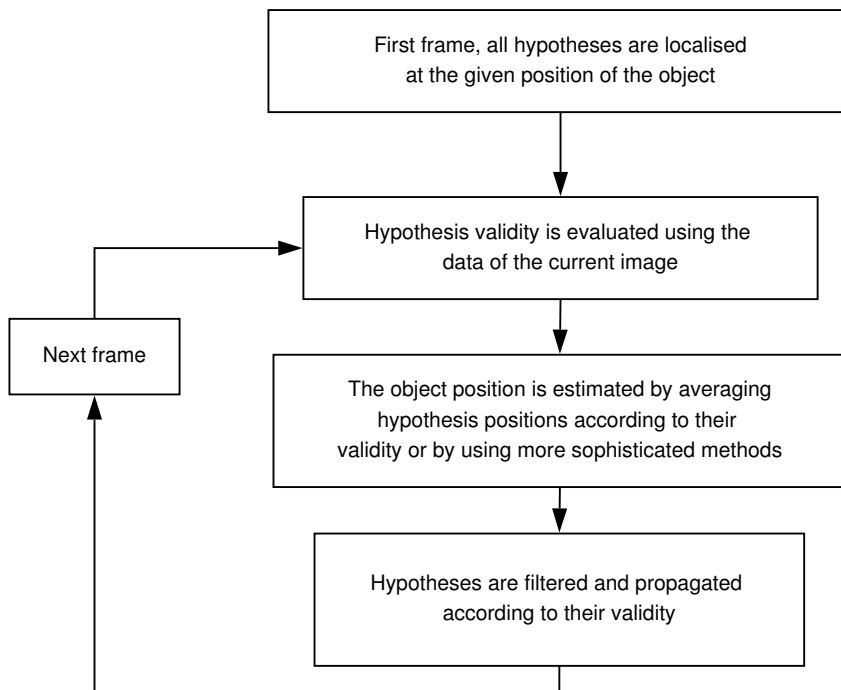 First frame, all hypotheses are localised
at the given position of the object
Hypothesis validity is evaluated using the
data of the current image
Next frame
The object position is estimated by averaging
hypothesis positions according to their
validity or by using more sophisticated methods
Hypotheses are filtered and propagated
according to their validity